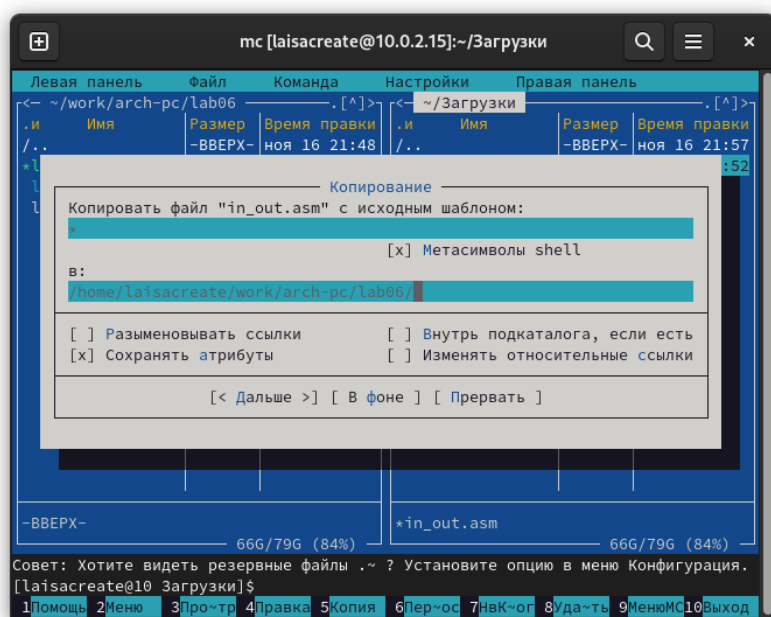 mc [laisacreate@10.0.2.15]:~/Загрузки
Левая панель Файл Команда Настройки Правая панель
<— ~/work/arch-pc/lab06 .[^]> <— ~/Загрузки .[^]>
.и Имя Размер Время правки .и Имя Размер Время правки
/.. -ВВЕРХ- ноя 16 21:48 /.. -ВВЕРХ- ноя 16 21:57
*l :52
l
l
Копирование
Копировать файл "in_out.asm" с исходным шаблоном:
*
[x] Метасимволы shell
в:
/home/laisacreate/work/arch-pc/lab06/
[ ] Разыменовывать ссылки [ ] Внутрь подкаталога, если есть
[x] Сохранять атрибуты [ ] Изменять относительные ссылки
[< Дальше >] [ В фоне ] [ Прервать ]
-ВВЕРХ- *in_out.asm
66G/79G (84%) 66G/79G (84%)
Совет: Хотите видеть резервные файлы .~ ? Установите опцию в меню Конфигурация.
[laisacreate@10 Загрузки]$
1Помощь 2Меню 3Про~тр 4Правка 5Копия 6Пер~ос 7НвК~ог 8Уда~ть 9МенюMC 10Выход